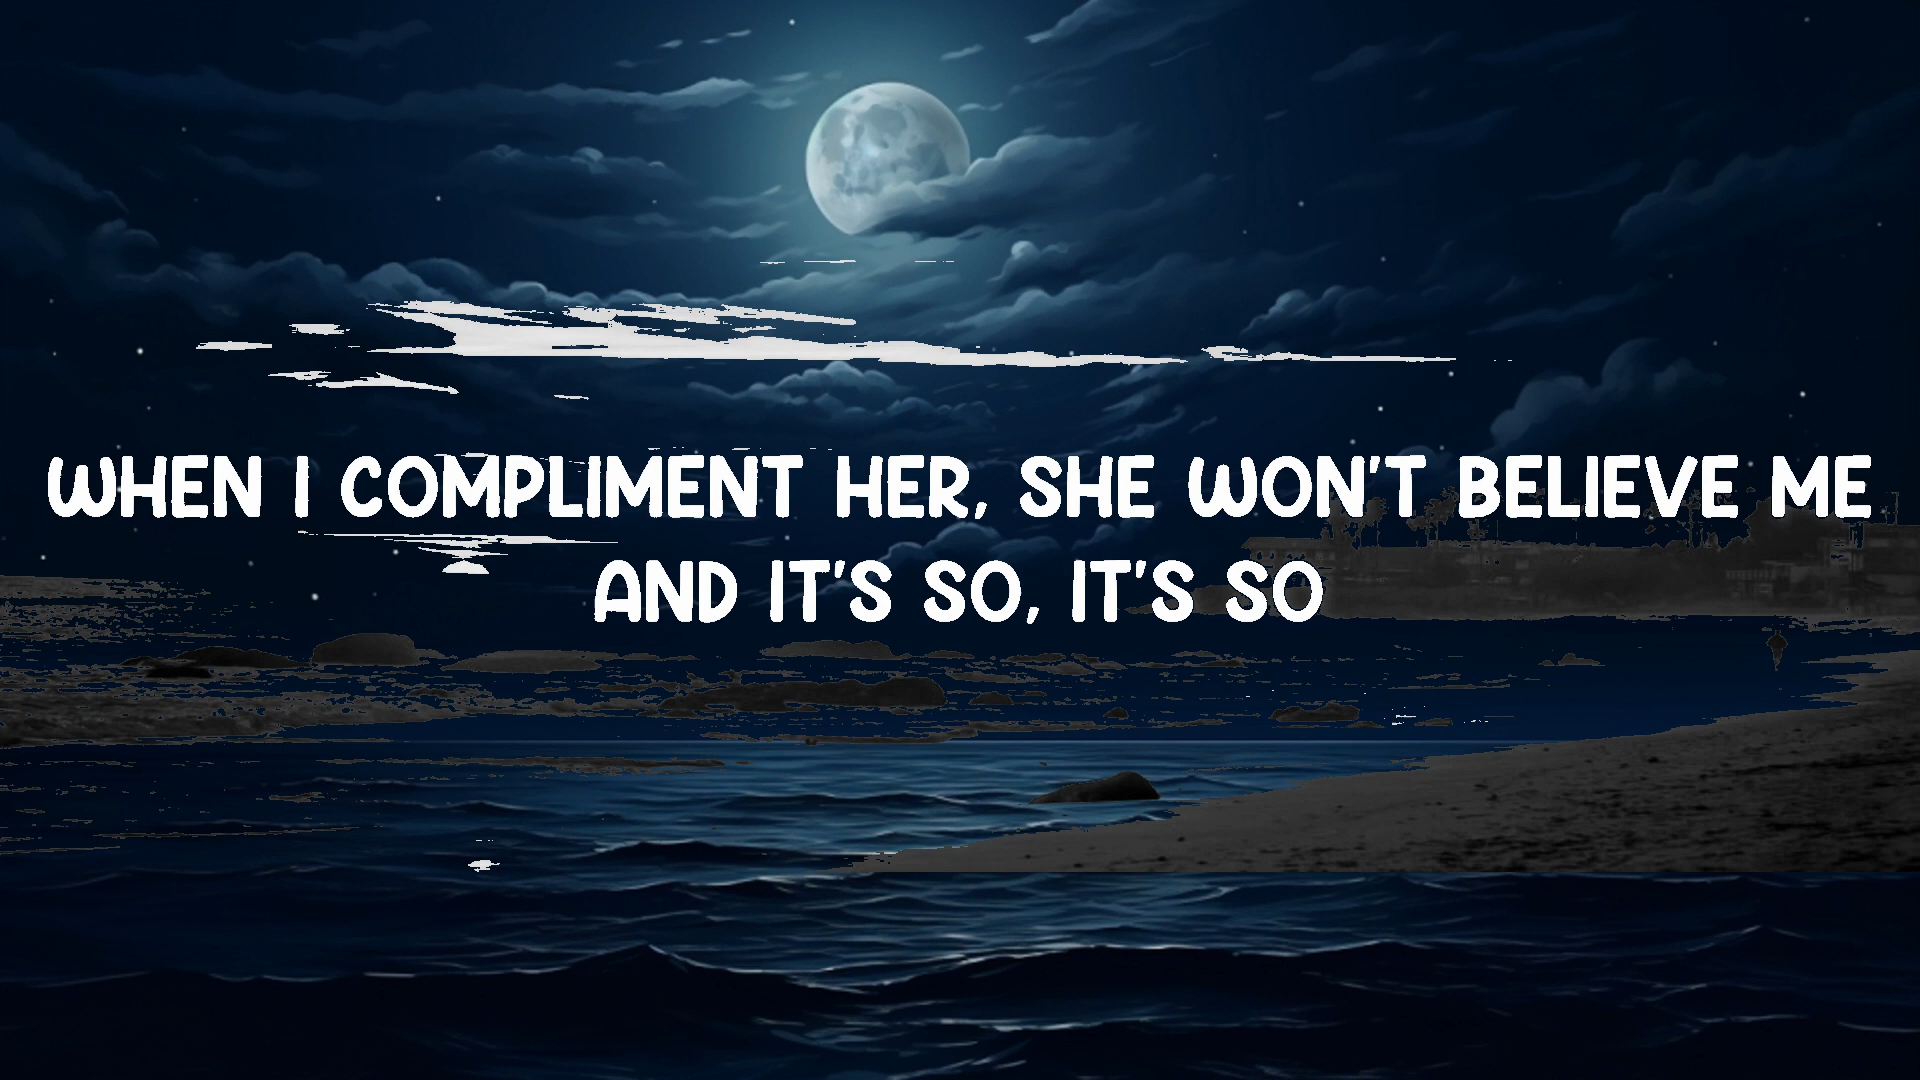 WHEN I COMPLIMENT HER, SHE WON'T BELIEVE ME
AND IT'S SO, IT'S SO